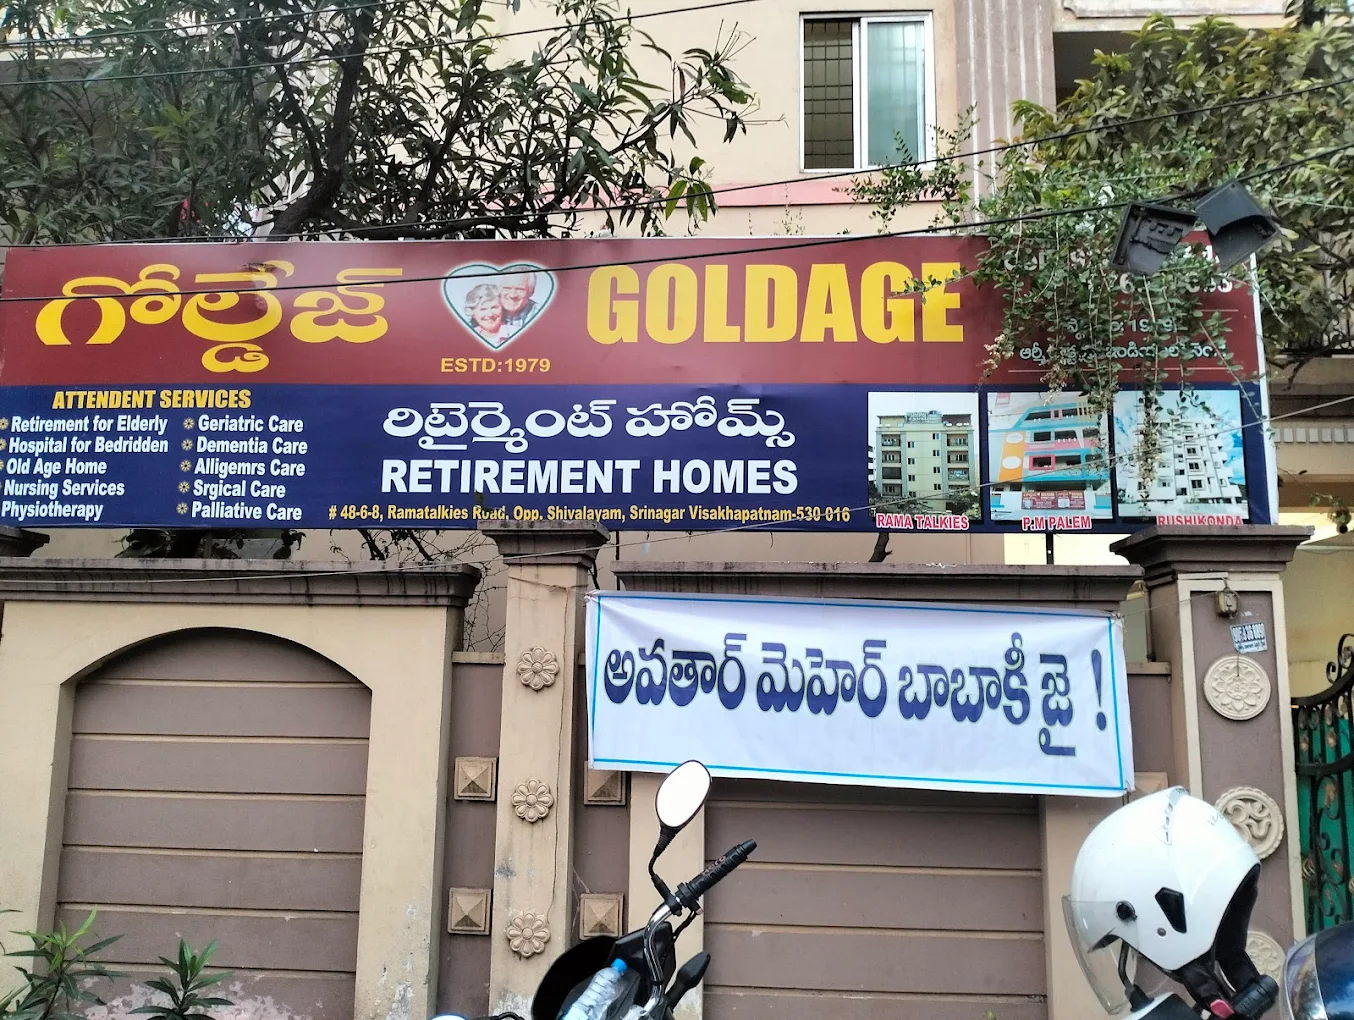 గోల్డేజ్
GOLDAGE
ESTD:1979
ATTENDENT SERVICES
Retirement for Elderly
Hospital for Bedridden
Old Age Home
Nursing Services
Physiotherapy
Geriatric Care
Dementia Care
Alligemrs Care
Srgical Care
Palliative Care
రిటైర్మెంట్ హోమ్స్
RETIREMENT HOMES
# 48-6-8, Ramatalkies Road, Opp. Shivalayam, Srinagar Visakhapatnam-530 016
RAMA TALKIES
P.M PALEM
RUSHIKONDA
అవతార్ మెహెర్ బాబాకీ జై !